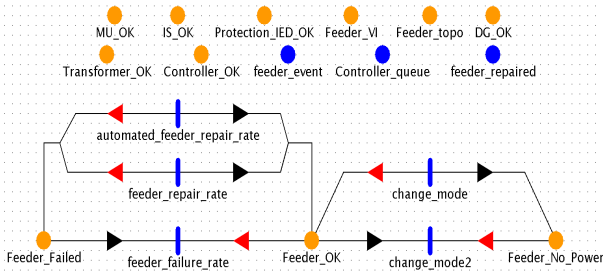 MU_OK IS_OK Protection_IED_OK Feeder_VI Feeder_topo DG_OK
Transformer_OK Controller_OK feeder_event Controller_queue feeder_repaired
automated_feeder_repair_rate
feeder_repair_rate change_mode
Feeder_Failed feeder_failure_rate Feeder_OK change_mode2 Feeder_No_Power